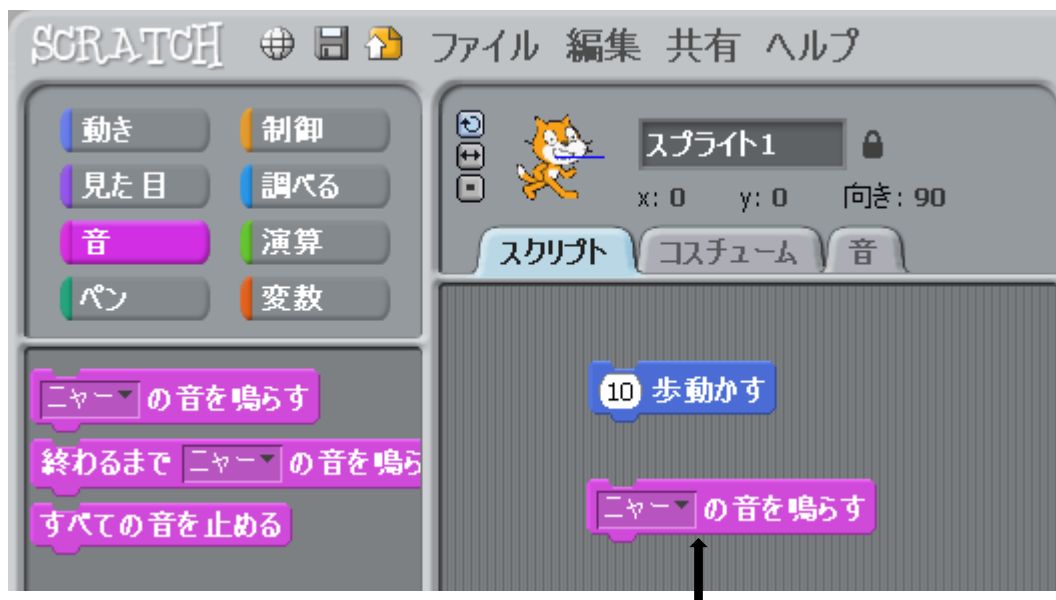 SCRATCH ファイル 編集 共有 ヘルプ
動き 制御
見た目 調べる
音 演算
ペン 変数
スプライト1
x: 0 y: 0 向き: 90
スクリプト コスチューム 音
ニャー の音を鳴らす
終わるまで ニャー の音を鳴ら
すべての音を止める
10 歩動かす
ニャー の音を鳴らす